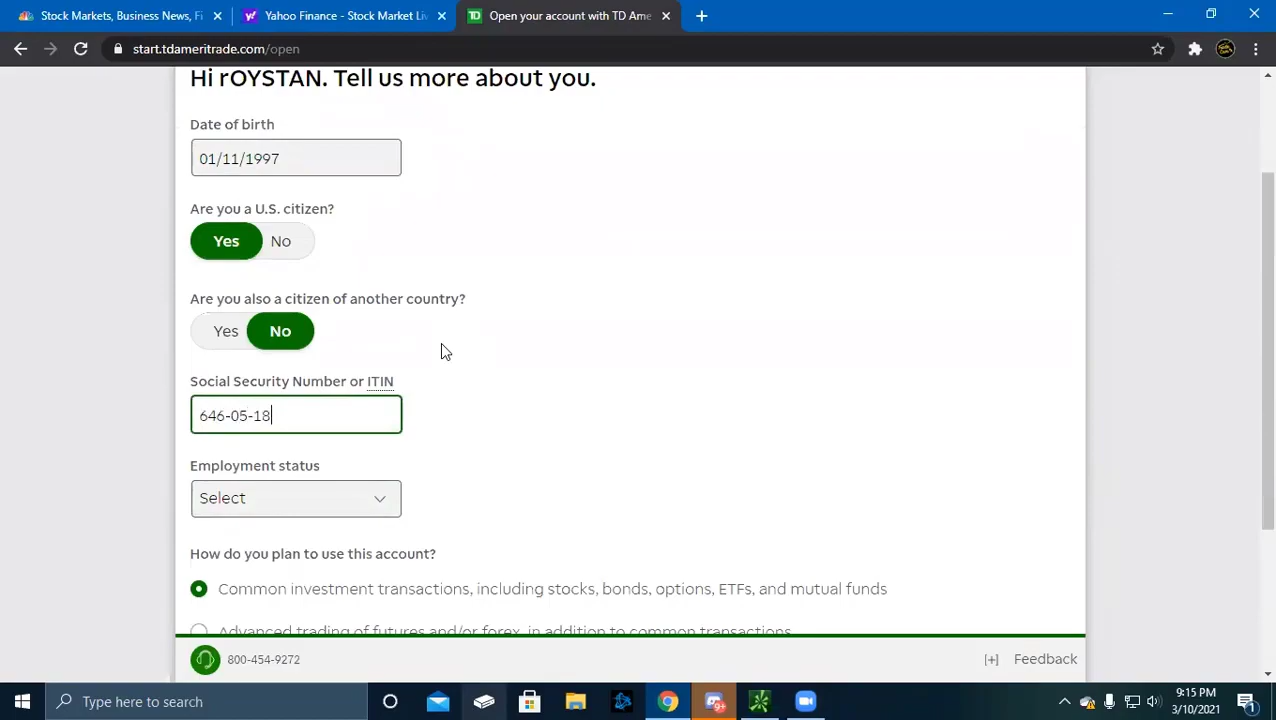 Stock Markets, Business News, Fi
Yahoo Finance - Stock Market Liv
Open your account with TD Ame
start.tdameritrade.com/open
Hi rOYSTAN. Tell us more about you.
Date of birth
01/11/1997
Are you a U.S. citizen?
Yes No
Are you also a citizen of another country?
Yes No
Social Security Number or ITIN
646-05-18
Employment status
Select
How do you plan to use this account?
Common investment transactions, including stocks, bonds, options, ETFs, and mutual funds
Advanced trading of futures and/or forex, in addition to common transactions
800-454-9272
[+] Feedback
Type here to search
9+
9:15 PM
3/10/2021
1